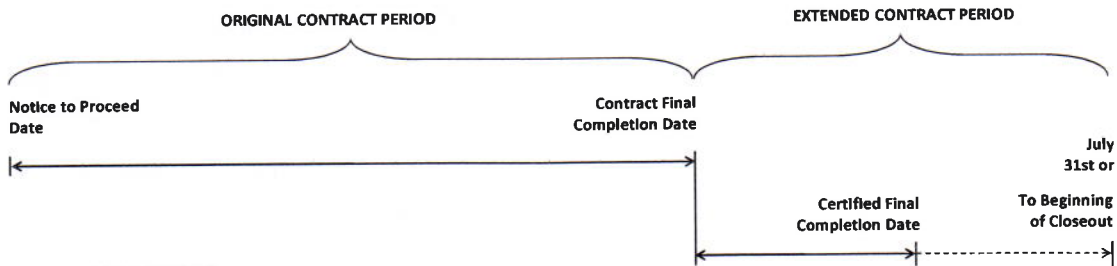 ORIGINAL CONTRACT PERIOD
EXTENDED CONTRACT PERIOD
Notice to Proceed
Date
Contract Final
Completion Date
July
31st or
Certified Final
Completion Date
To Beginning
of Closeout